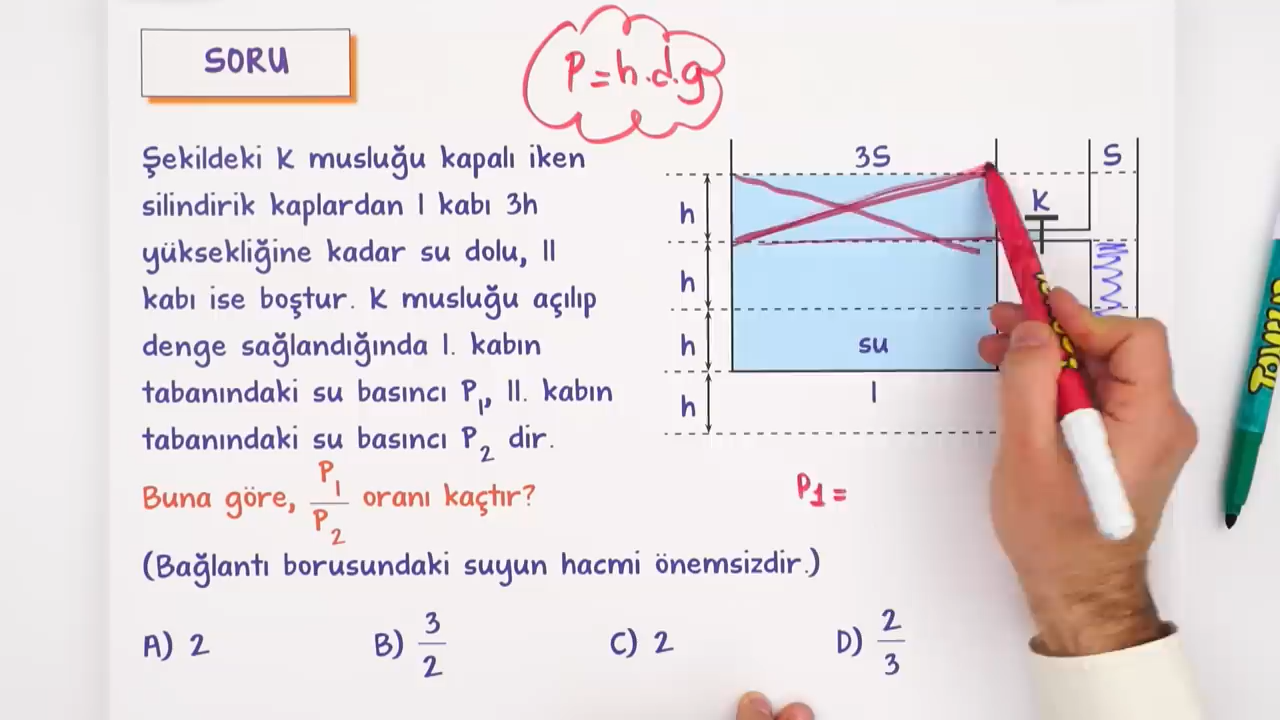 SORU
P = h.d.g
Şekildeki K musluğu kapalı iken
silindirik kaplardan I kabı 3h
yüksekliğine kadar su dolu, II
kabı ise boştur. K musluğu açılıp
denge sağlandığında I. kabın
tabanındaki su basıncı P1, II. kabın
tabanındaki su basıncı P2 dir.
Buna göre, P1/P2 oranı kaçtır?
(Bağlantı borusundaki suyun hacmi önemsizdir.)
A) 2 B) 3/2 C) 2 D) 2/3
3S S
K
h
h
h su
h I
P1 =